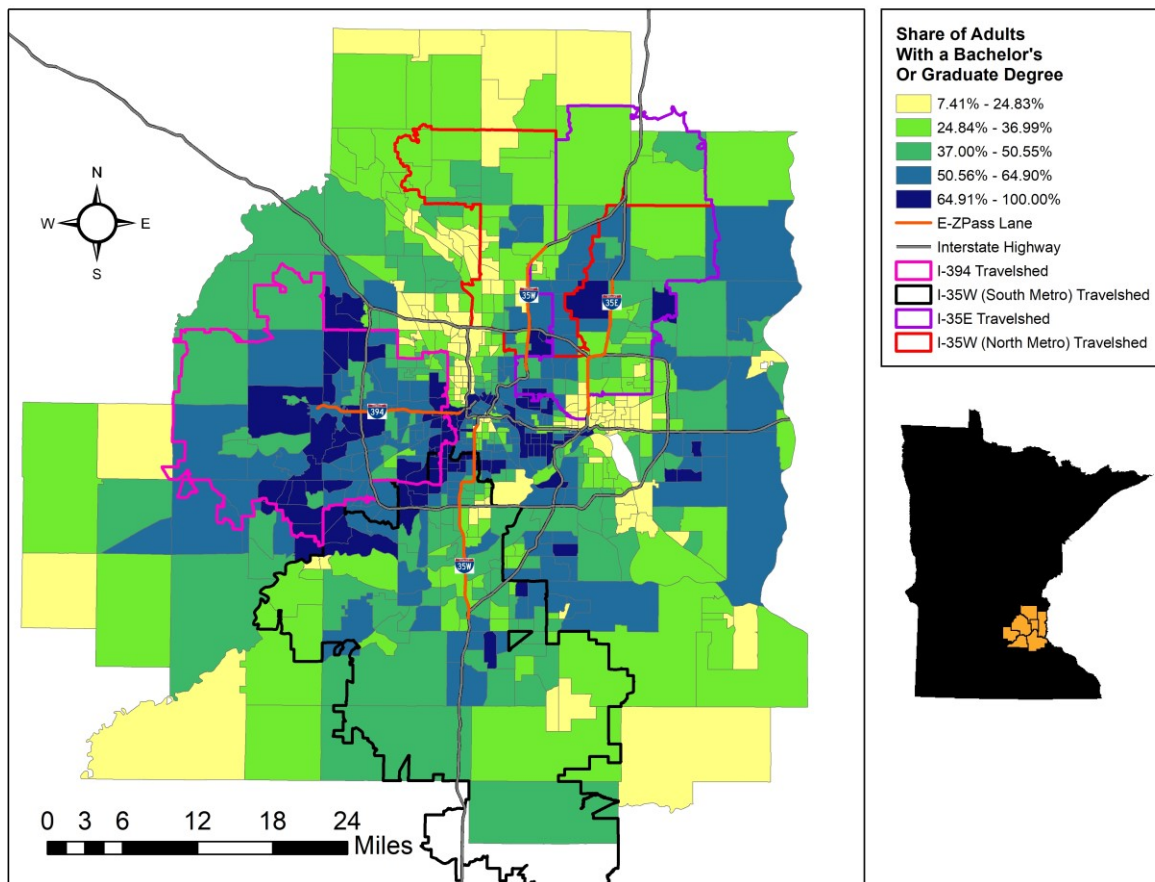 N
W E
S
35W
35E
394
35W
0 3 6 12 18 24
Miles
Share of Adults
With a Bachelor's
Or Graduate Degree
7.41% - 24.83%
24.84% - 36.99%
37.00% - 50.55%
50.56% - 64.90%
64.91% - 100.00%
E-ZPass Lane
Interstate Highway
I-394 Travelshed
I-35W (South Metro) Travelshed
I-35E Travelshed
I-35W (North Metro) Travelshed